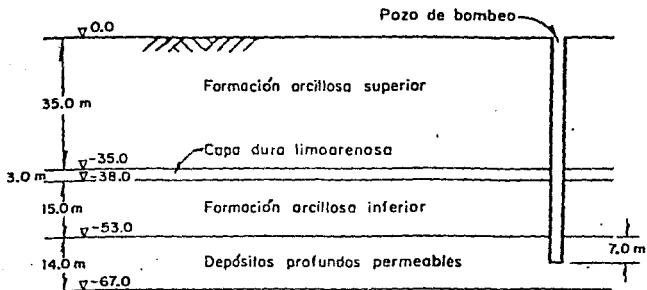 Pozo de bombeo
0.0
Formación arcillosa superior
35.0 m
Capa dura limoarenosa
-35.0
3.0 m
-38.0
15.0 m
Formación arcillosa inferior
-53.0
7.0 m
14.0 m
Depósitos profundos permeables
-67.0